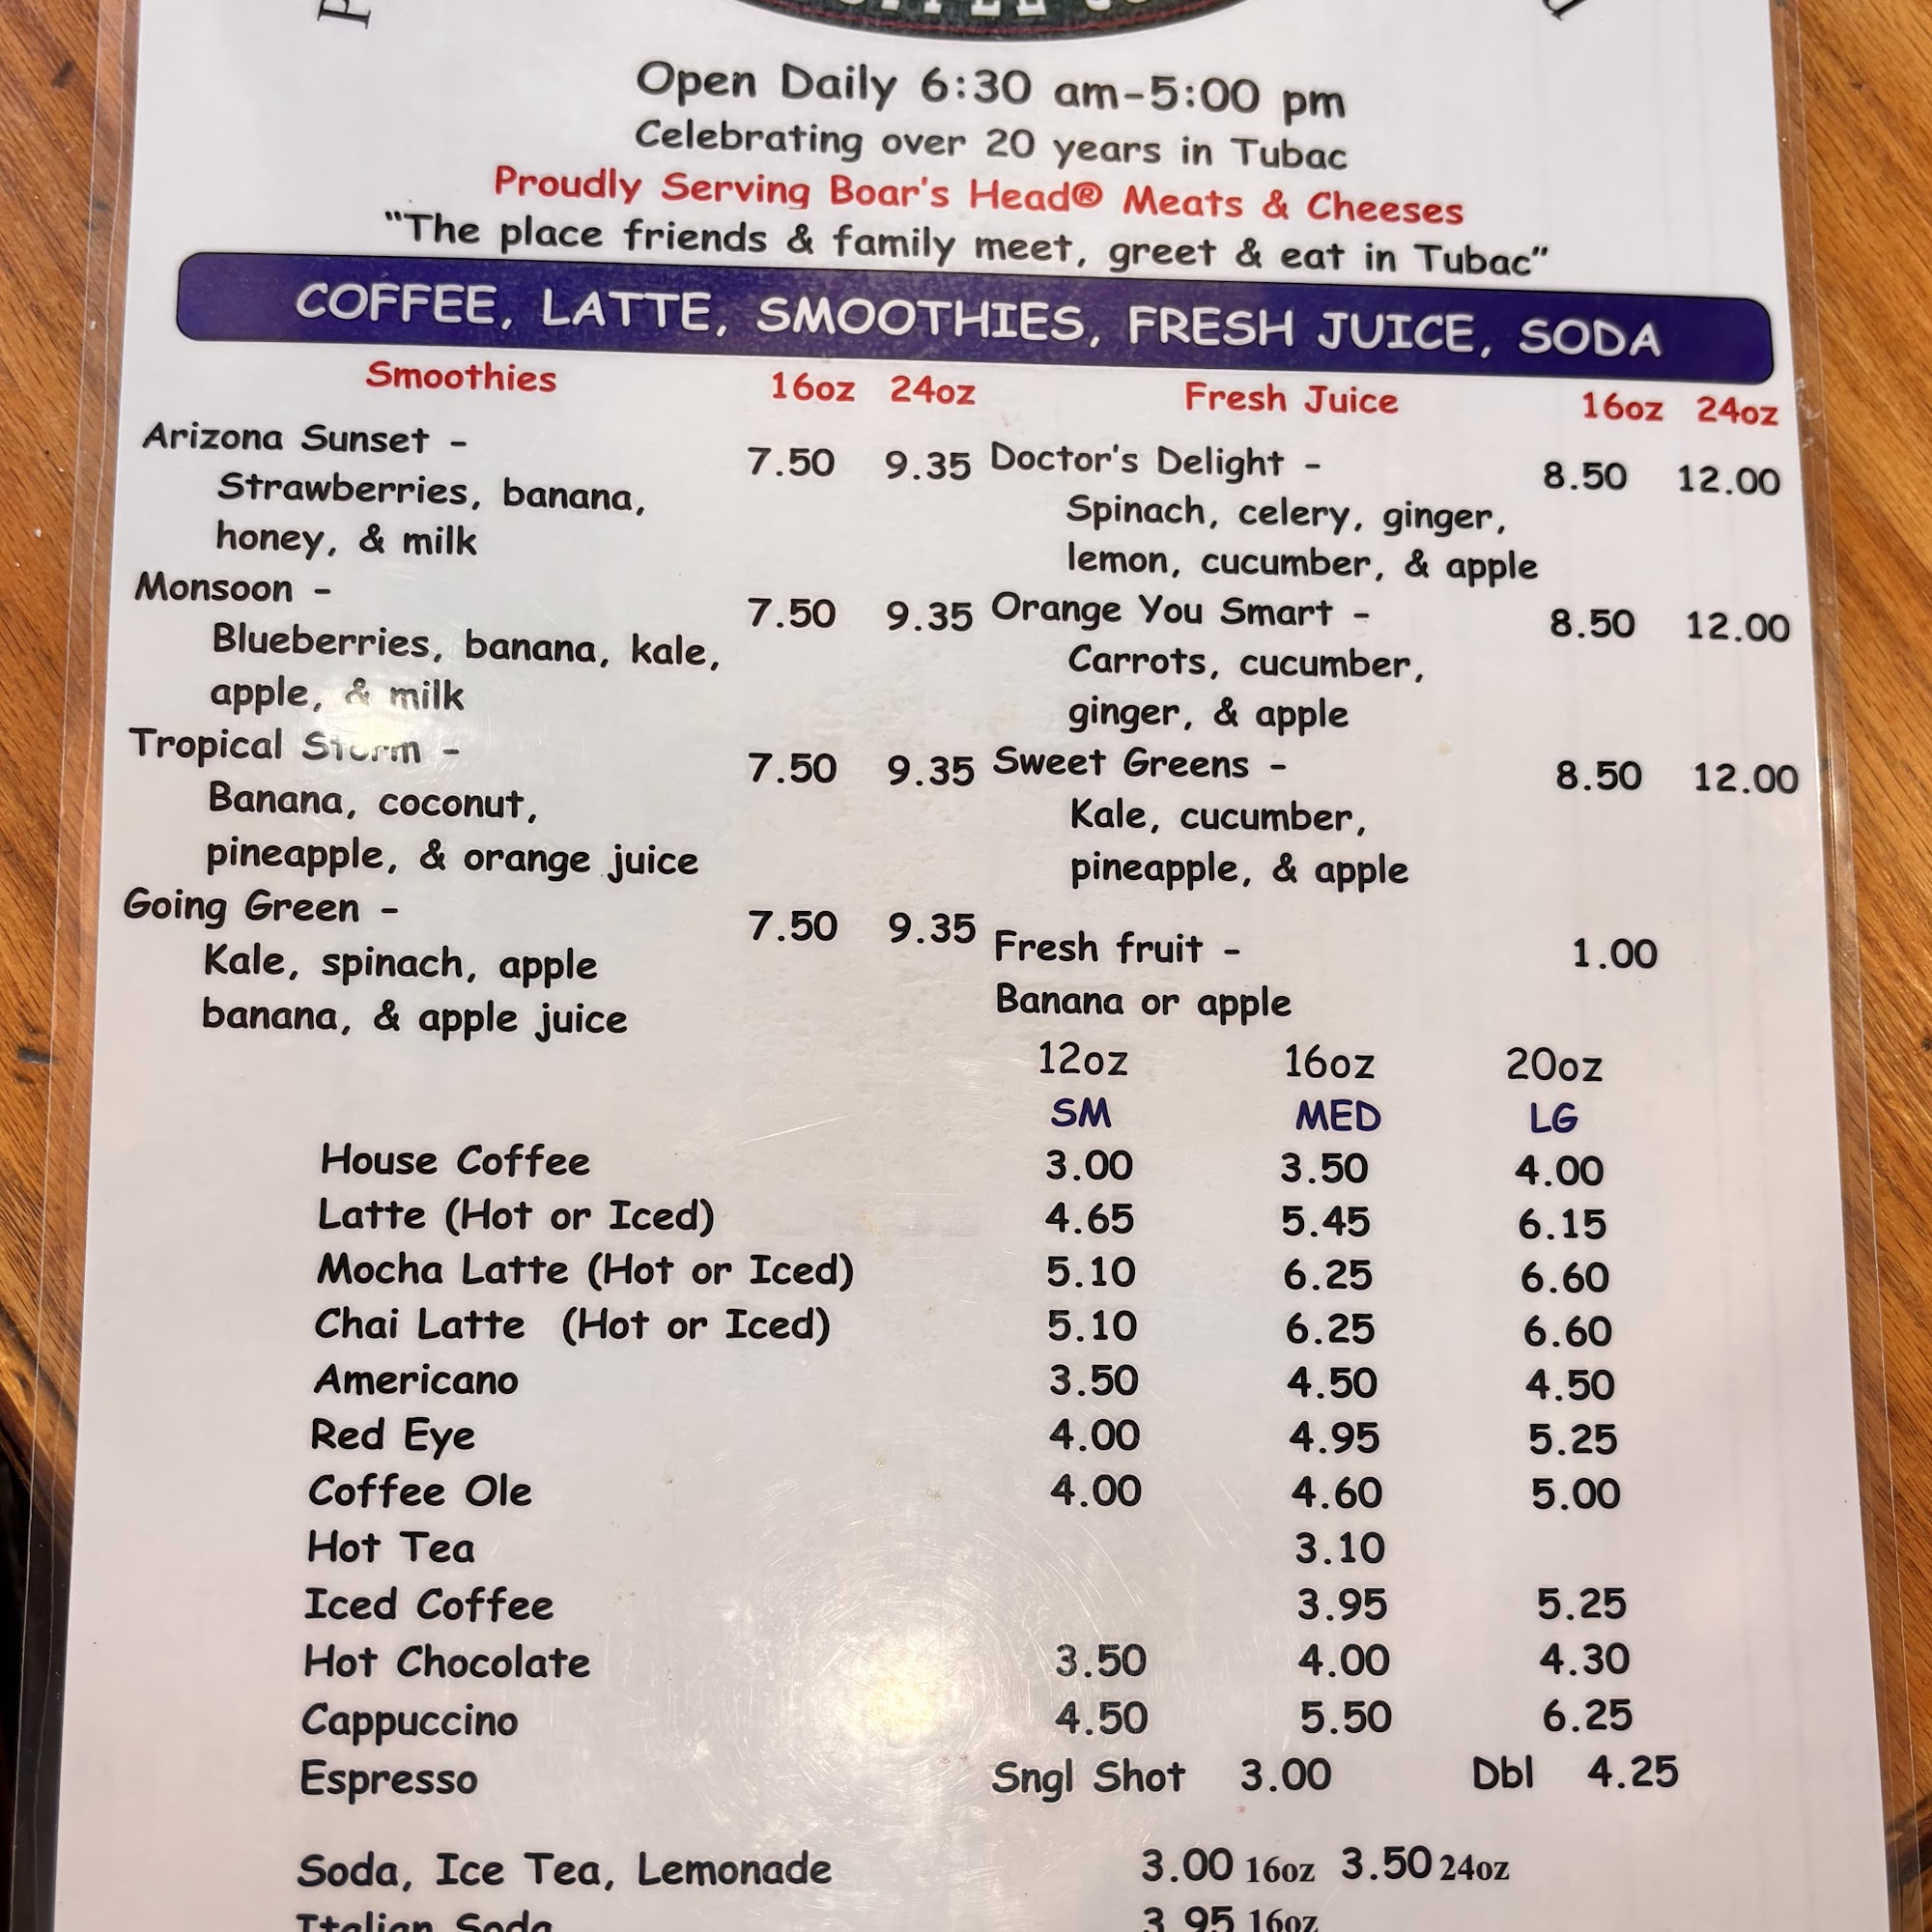 Open Daily 6:30 am-5:00 pm
Celebrating over 20 years in Tubac
Proudly Serving Boar's Head® Meats & Cheeses
"The place friends & family meet, greet & eat in Tubac"
COFFEE, LATTE, SMOOTHIES, FRESH JUICE, SODA
Smoothies 16oz 24oz
Arizona Sunset - 7.50 9.35
Strawberries, banana,
honey, & milk
Monsoon - 7.50 9.35
Blueberries, banana, kale,
apple, & milk
Tropical Storm - 7.50 9.35
Banana, coconut,
pineapple, & orange juice
Going Green - 7.50 9.35
Kale, spinach, apple
banana, & apple juice
Fresh Juice 16oz 24oz
Doctor's Delight - 8.50 12.00
Spinach, celery, ginger,
lemon, cucumber, & apple
Orange You Smart - 8.50 12.00
Carrots, cucumber,
ginger, & apple
Sweet Greens - 8.50 12.00
Kale, cucumber,
pineapple, & apple
Fresh fruit - 1.00
Banana or apple
12oz 16oz 20oz
SM MED LG
House Coffee 3.00 3.50 4.00
Latte (Hot or Iced) 4.65 5.45 6.15
Mocha Latte (Hot or Iced) 5.10 6.25 6.60
Chai Latte (Hot or Iced) 5.10 6.25 6.60
Americano 3.50 4.50 4.50
Red Eye 4.00 4.95 5.25
Coffee Ole 4.00 4.60 5.00
Hot Tea 3.10
Iced Coffee 3.95 5.25
Hot Chocolate 3.50 4.00 4.30
Cappuccino 4.50 5.50 6.25
Espresso Sngl Shot 3.00 Dbl 4.25
Soda, Ice Tea, Lemonade 3.00 16oz 3.50 24oz
Italian Soda 3.95 16oz